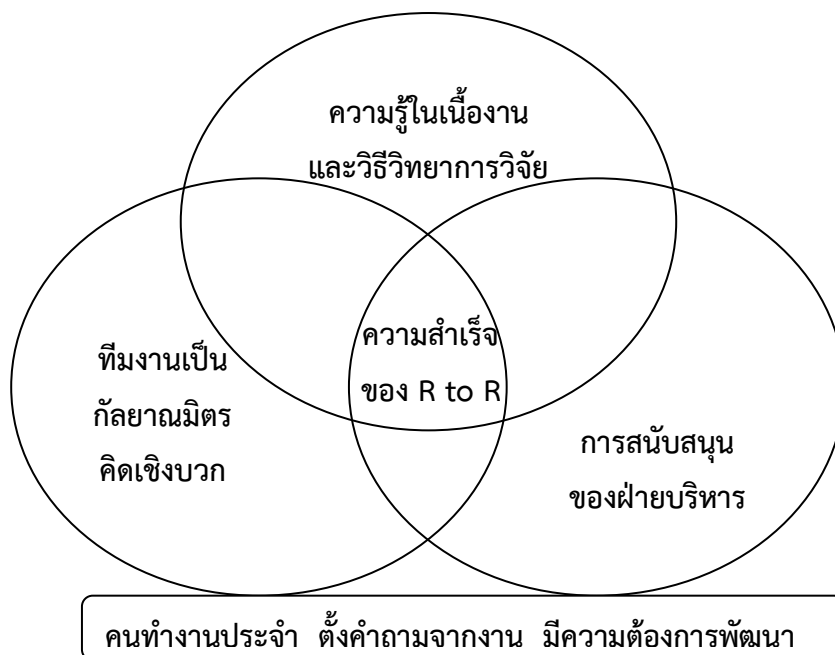 ความรู้ในเนื้องาน
และวิธีวิทยาการวิจัย
ความสำเร็จ
ของ R to R
ทีมงานเป็น
กัลยาณมิตร
คิดเชิงบวก
การสนับสนุน
ของฝ่ายบริหาร
คนทำงานประจำ ตั้งคำถามจากงาน มีความต้องการพัฒนา